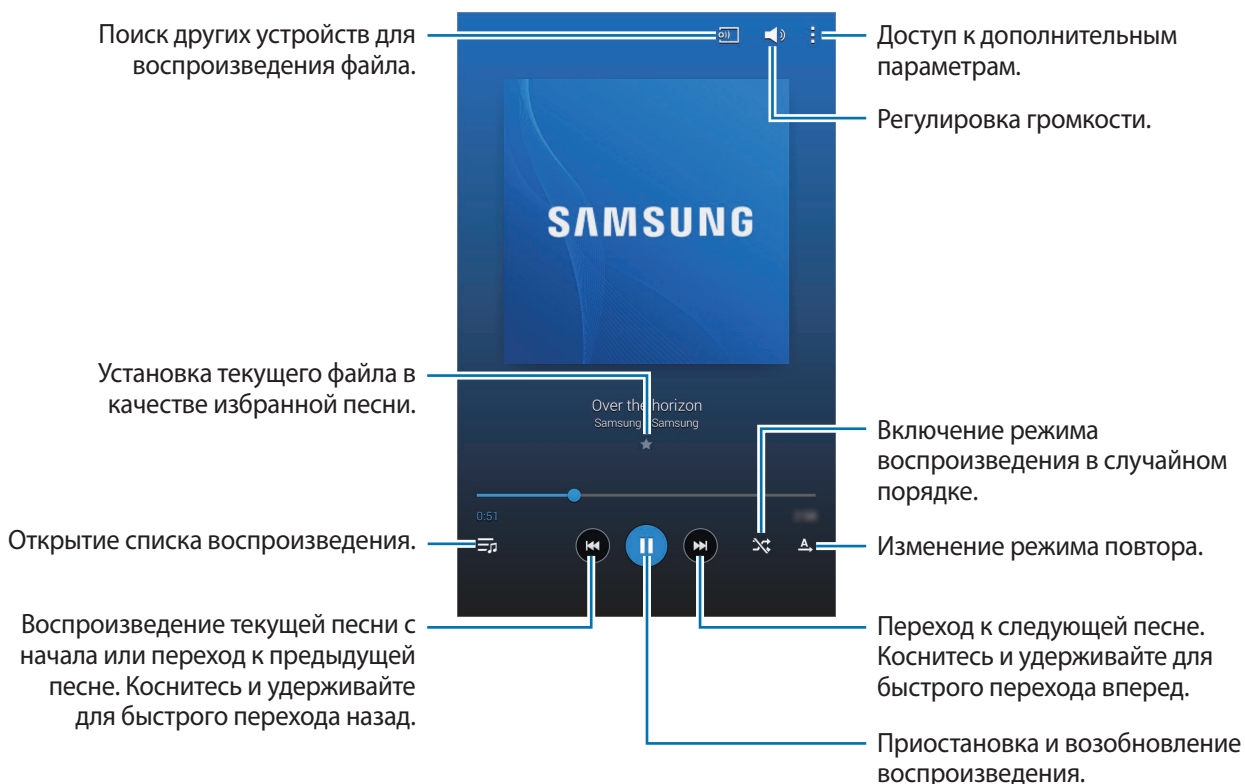 Поиск других устройств для
воспроизведения файла.
Доступ к дополнительным
параметрам.
Регулировка громкости.
SAMSUNG
Установка текущего файла в
качестве избранной песни.
Over the horizon
Samsung Samsung
Включение режима
воспроизведения в случайном
порядке.
0:51
Открытие списка воспроизведения.
A
Изменение режима повтора.
Воспроизведение текущей песни с
начала или переход к предыдущей
песне. Коснитесь и удерживайте
для быстрого перехода назад.
Переход к следующей песне.
Коснитесь и удерживайте для
быстрого перехода вперед.
Приостановка и возобновление
воспроизведения.